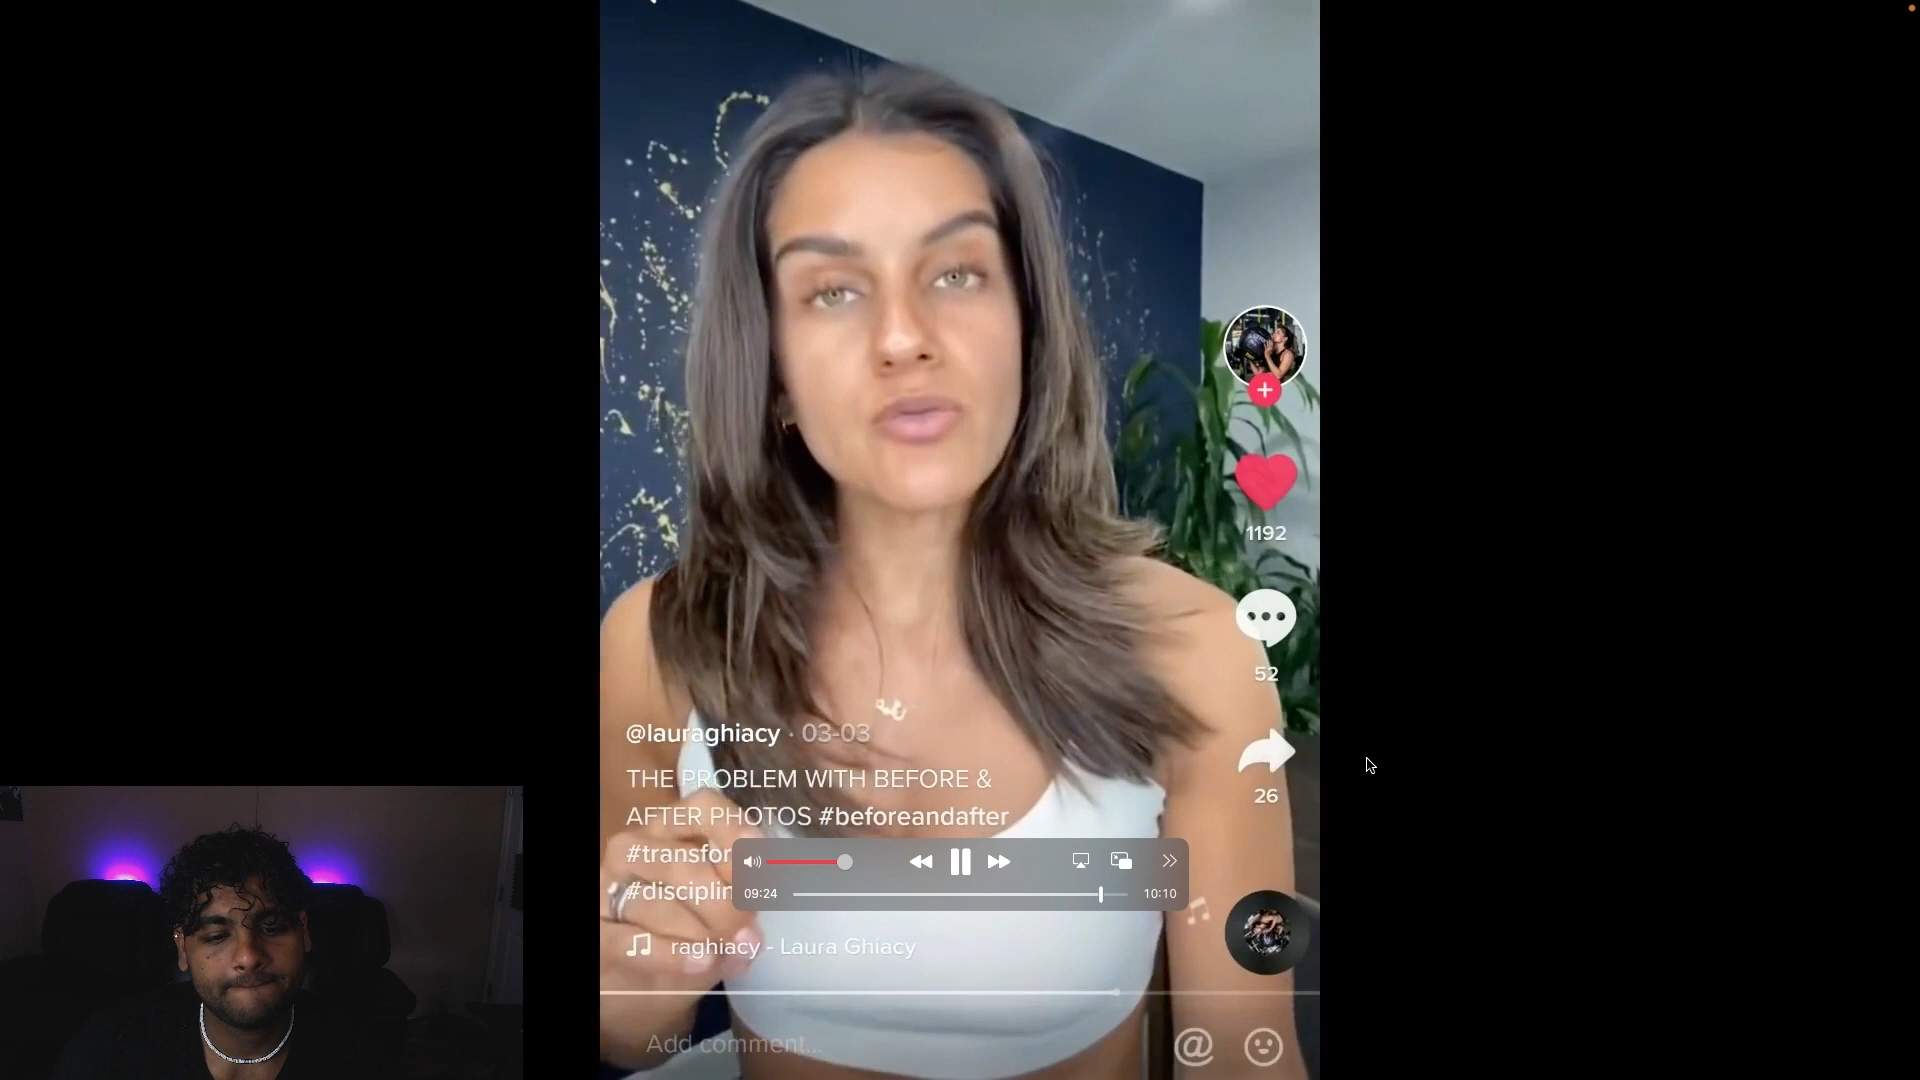 1192
52
@lauraghiacy · 03-03
THE PROBLEM WITH BEFORE &
AFTER PHOTOS #beforeandafter
26
#transfor
#disciplin
09:24
10:10
raghiacy - Laura Ghiacy
Add comment...